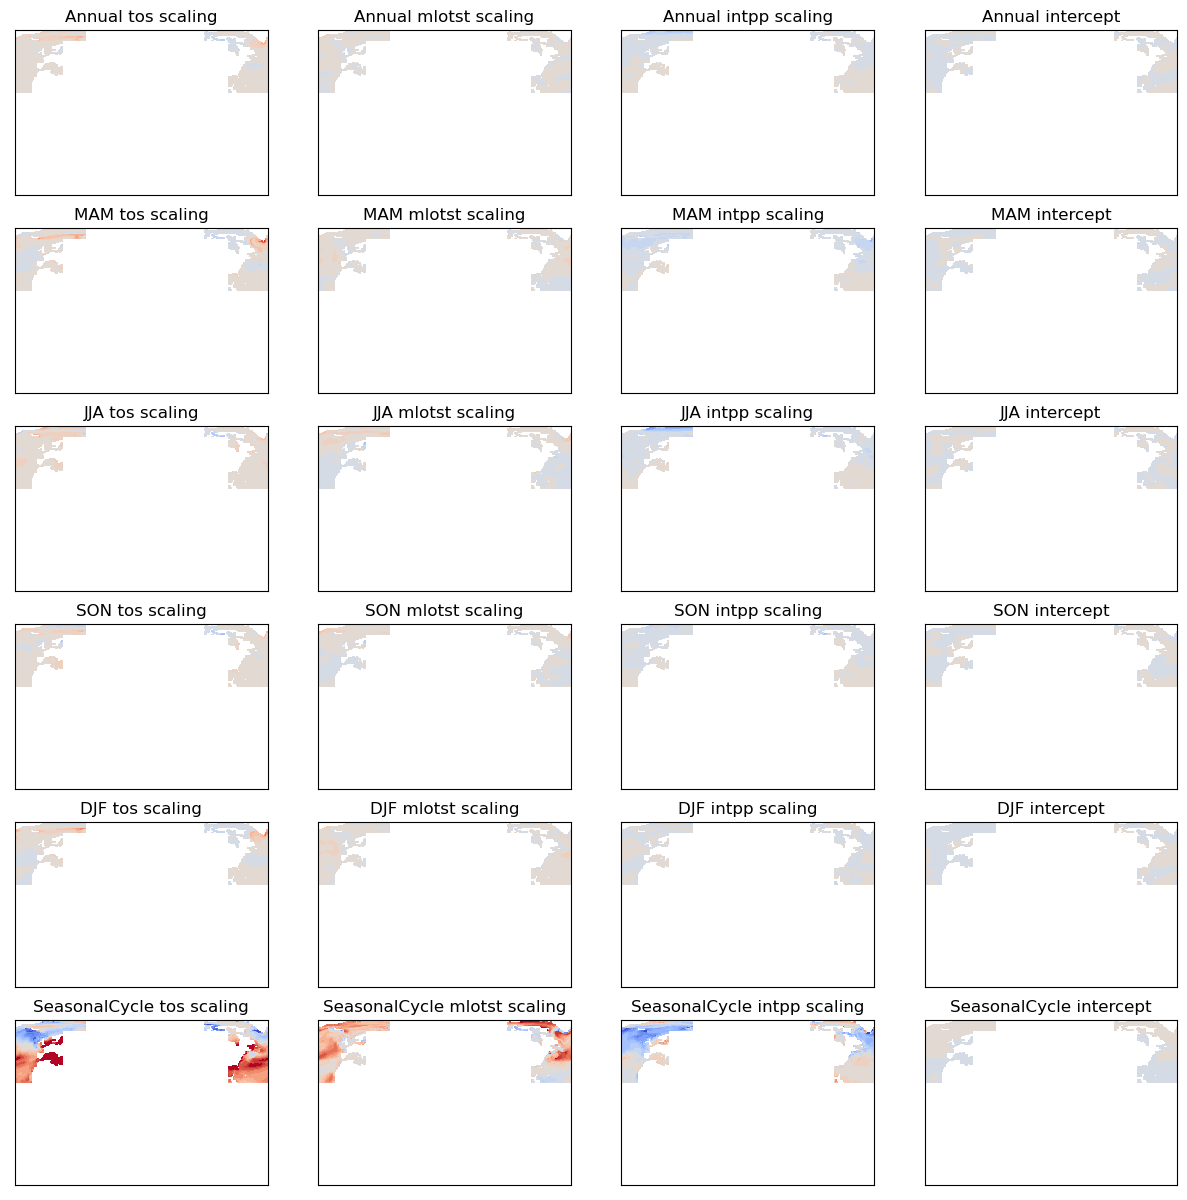 Annual tos scaling
Annual mlotst scaling
Annual intpp scaling
Annual intercept
MAM tos scaling
MAM mlotst scaling
MAM intpp scaling
MAM intercept
JJA tos scaling
JJA mlotst scaling
JJA intpp scaling
JJA intercept
SON tos scaling
SON mlotst scaling
SON intpp scaling
SON intercept
DJF tos scaling
DJF mlotst scaling
DJF intpp scaling
DJF intercept
SeasonalCycle tos scaling
SeasonalCycle mlotst scaling
SeasonalCycle intpp scaling
SeasonalCycle intercept